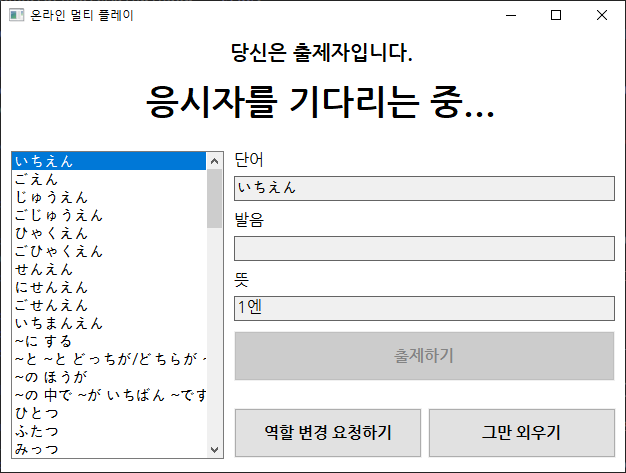 온라인 멀티 플레이
당신은 출제자입니다.
응시자를 기다리는 중...
いちえん
ごえん
じゅうえん
ごじゅうえん
ひゃくえん
ごひゃくえん
せんえん
にせんえん
ごせんえん
いちまんえん
~に する
~と ~と どっちが/どちらが ~
~の ほうが
~の 中で ~が いちばん ~です
ひとつ
ふたつ
みっつ
단어
いちえん
발음
뜻
1엔
출제하기
역할 변경 요청하기
그만 외우기